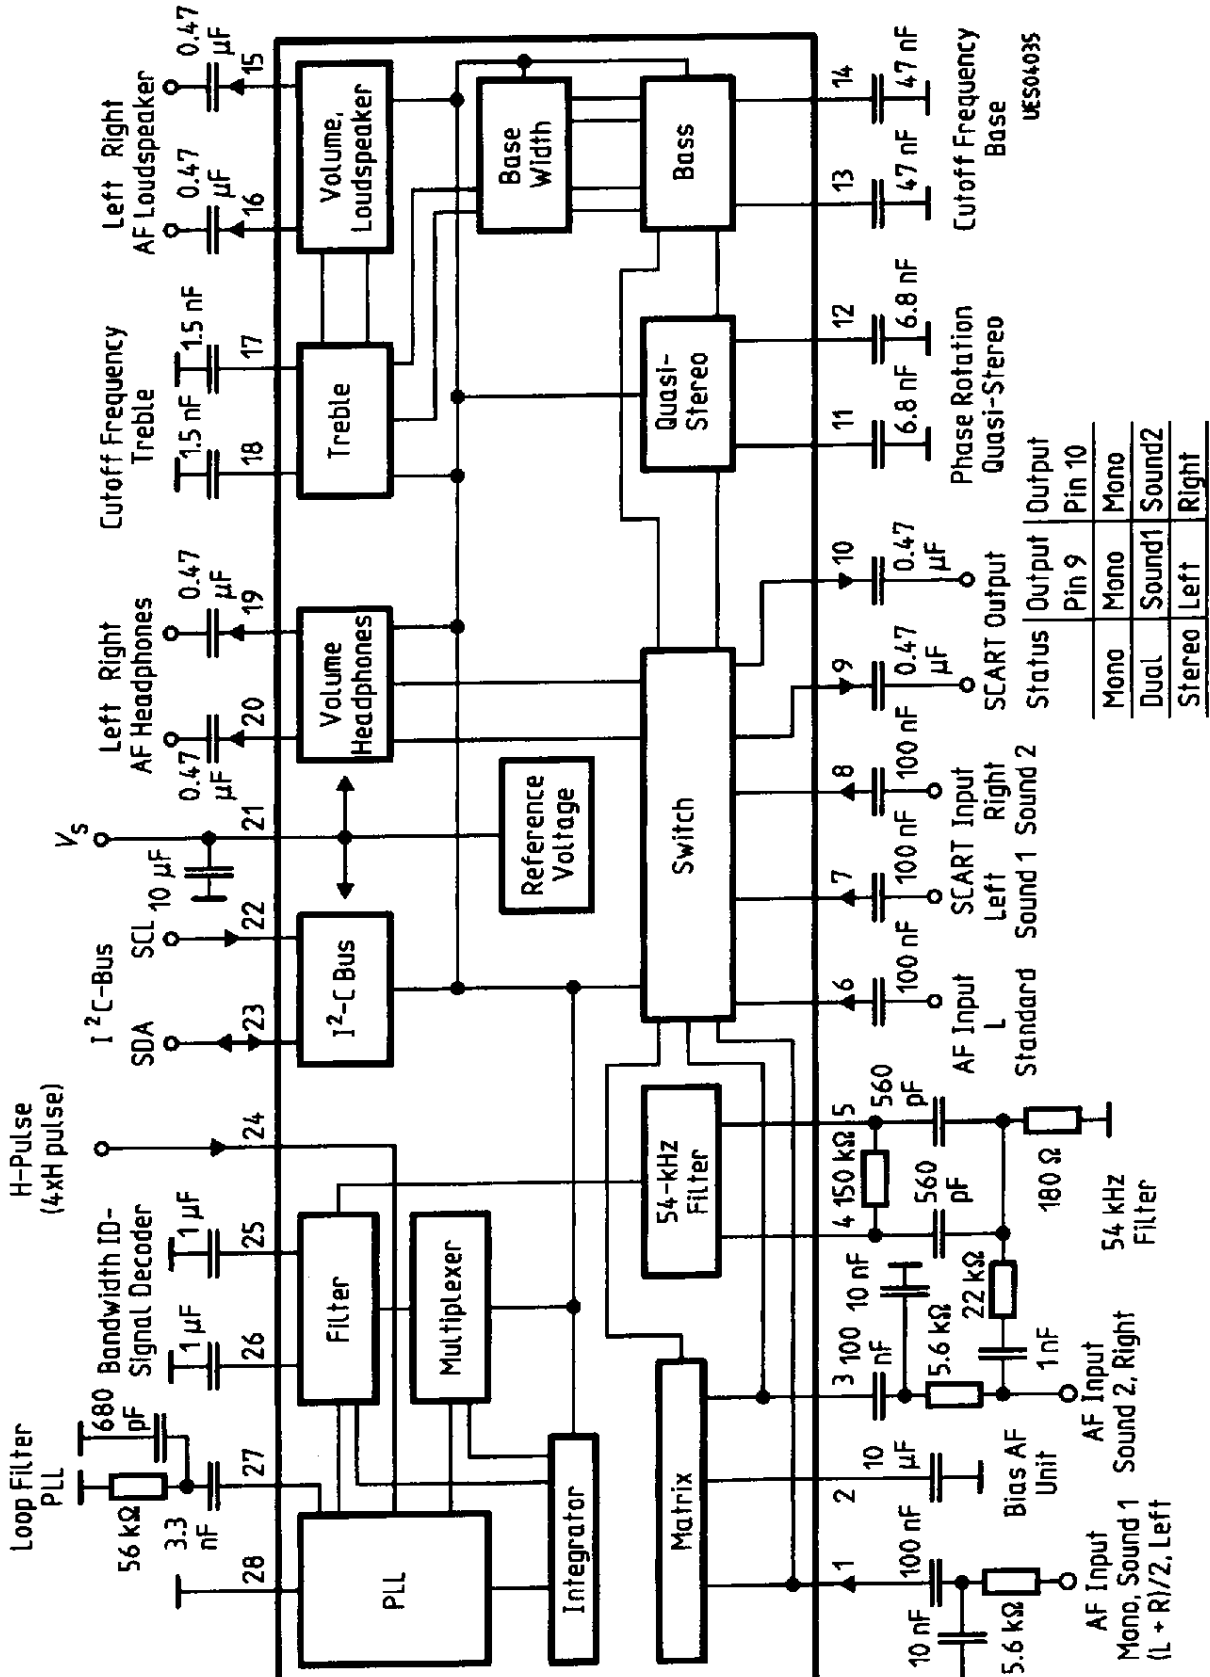 Loop Filter
PLL
56 kΩ
680
pF
3.3
nF
Bandwidth ID-
Signal Decoder
1 µF
1 µF
H-Pulse
(4xH pulse)
I²C-Bus
SDA
SCL
10 µF
Vs
Left Right
AF Headphones
0.47
µF
0.47
µF
Cutoff Frequency
Treble
1.5 nF
1.5 nF
Left Right
AF Loudspeaker
0.47
µF
0.47
µF
28
27
26
25
24
23
22
21
20
19
18
17
16
15
PLL
Filter
Multiplexer
Integrator
I²-C Bus
Reference
Voltage
Volume
Headphones
Treble
Volume,
Loudspeaker
Base
Width
Matrix
54-kHz
Filter
Switch
Quasi-
Stereo
Bass
1
2
3
4
5
6
7
8
9
10
11
12
13
14
100 nF
10 nF
5.6 kΩ
AF Input
Mono, Sound 1
(L + R)/2, Left
10
µF
Bias AF
Unit
100
nF
10 nF
5.6 kΩ
22 kΩ
1 nF
AF Input
Sound 2, Right
150 kΩ
560
pF
560
pF
180 Ω
54 kHz
Filter
100 nF
AF Input
L
Standard
100 nF
100 nF
SCART Input
Left Right
Sound 1 Sound 2
0.47
µF
0.47
µF
SCART Output
Status Output Output
Pin 9 Pin 10
Mono Mono Mono
Dual Sound1 Sound2
Stereo Left Right
6.8 nF
6.8 nF
Phase Rotation
Quasi-Stereo
47 nF
47 nF
Cutoff Frequency
Base
UES04035